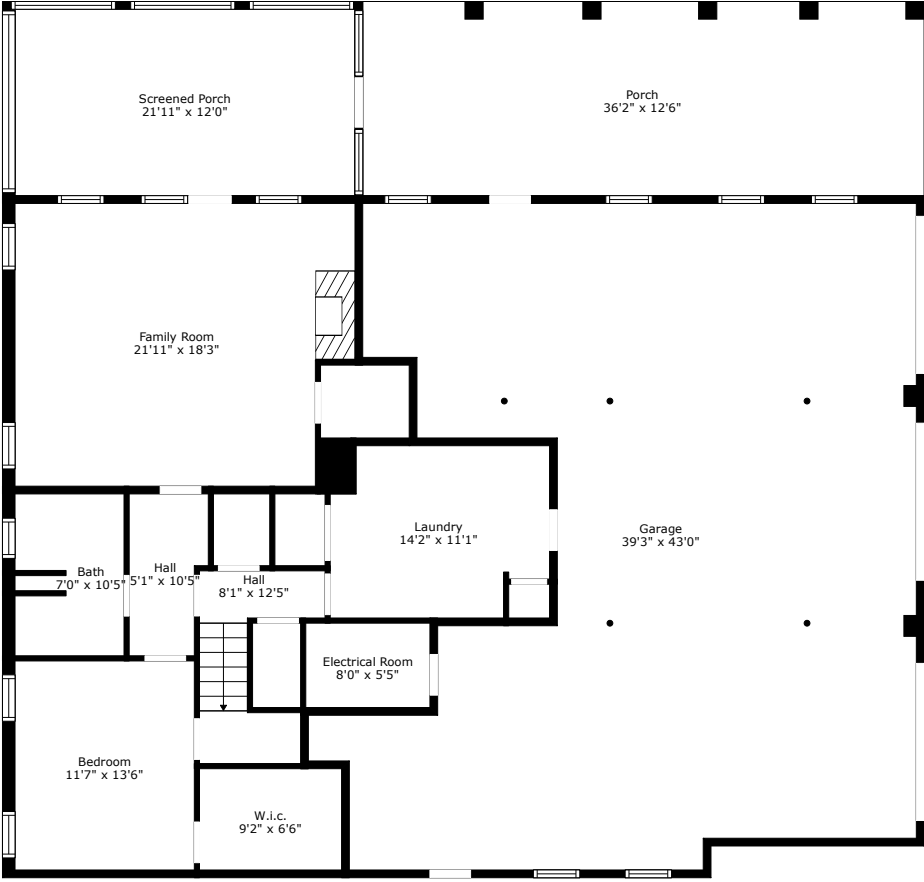 Screened Porch
21'11" x 12'0"
Porch
36'2" x 12'6"
Family Room
21'11" x 18'3"
Laundry
14'2" x 11'1"
Garage
39'3" x 43'0"
Bath
7'0" x 10'5"
Hall
5'1" x 10'5"
Hall
8'1" x 12'5"
Electrical Room
8'0" x 5'5"
Bedroom
11'7" x 13'6"
W.i.c.
9'2" x 6'6"